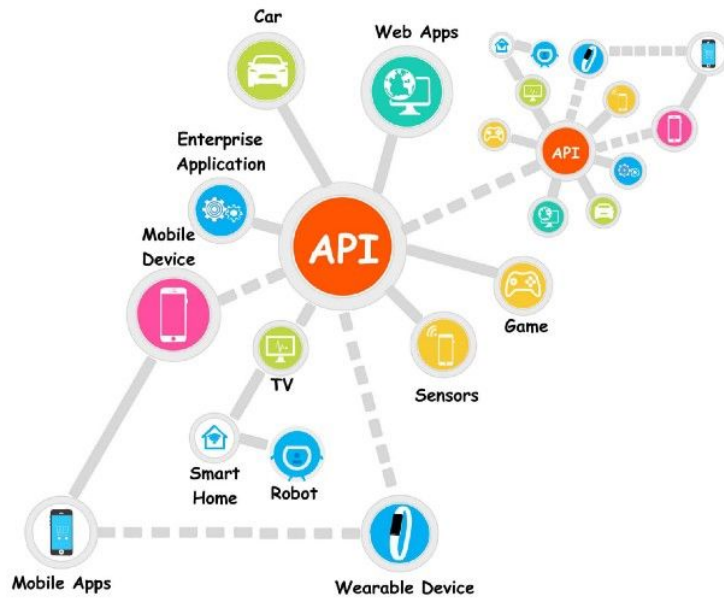 Car
Web Apps
Enterprise
Application
API
Mobile
Device
API
Game
TV
Sensors
Smart
Home
Robot
Mobile Apps
Wearable Device